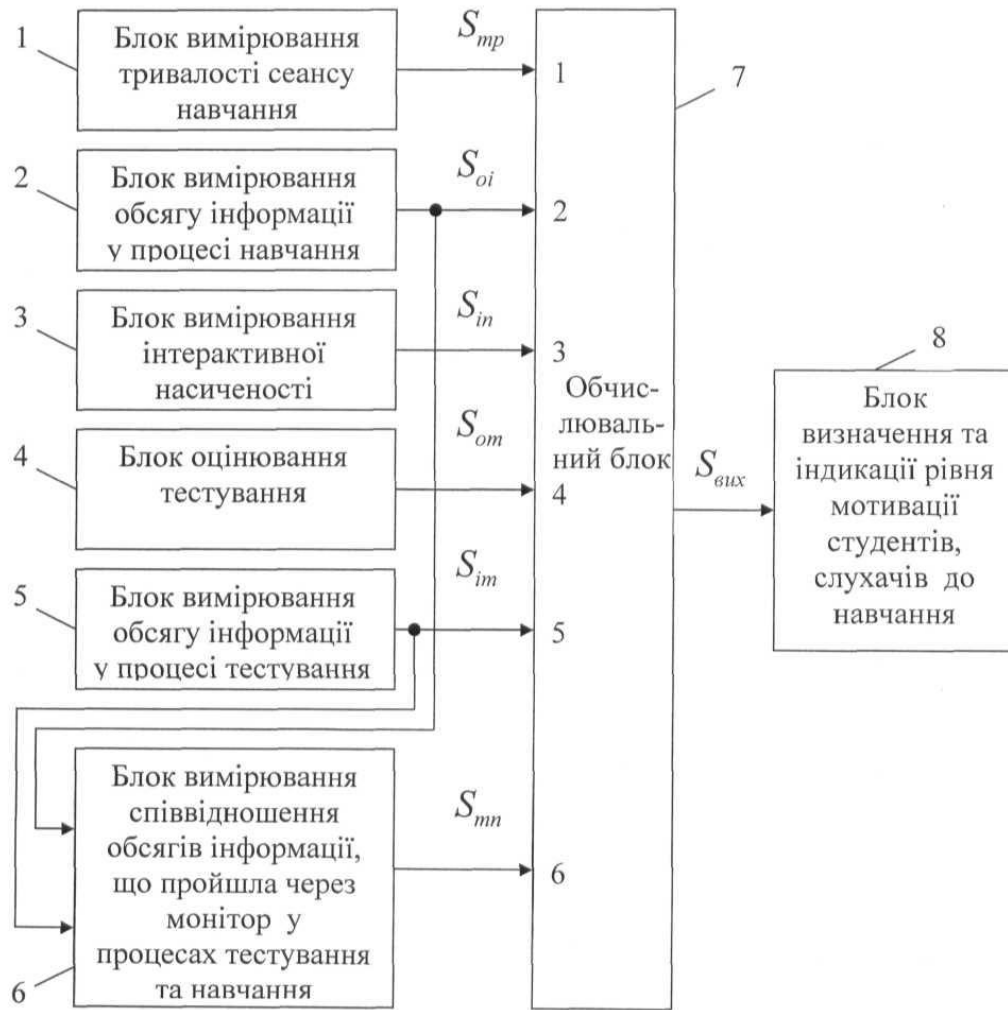 1
Блок вимірювання
тривалості сеансу
навчання
S_тр
1
7
2
Блок вимірювання
обсягу інформації
у процесі навчання
S_оі
2
3
Блок вимірювання
інтерактивної
насиченості
S_іп
3
4
Блок оцінювання
тестування
S_от
4
Обчис-
люваль-
ний блок
S_вих
8
Блок
визначення та
індикації рівня
мотивації
студентів,
слухачів до
навчання
5
Блок вимірювання
обсягу інформації
у процесі тестування
S_іт
5
6
Блок вимірювання
співвідношення
обсягів інформації,
що пройшла через
монітор у
процесах тестування
та навчання
S_тп
6